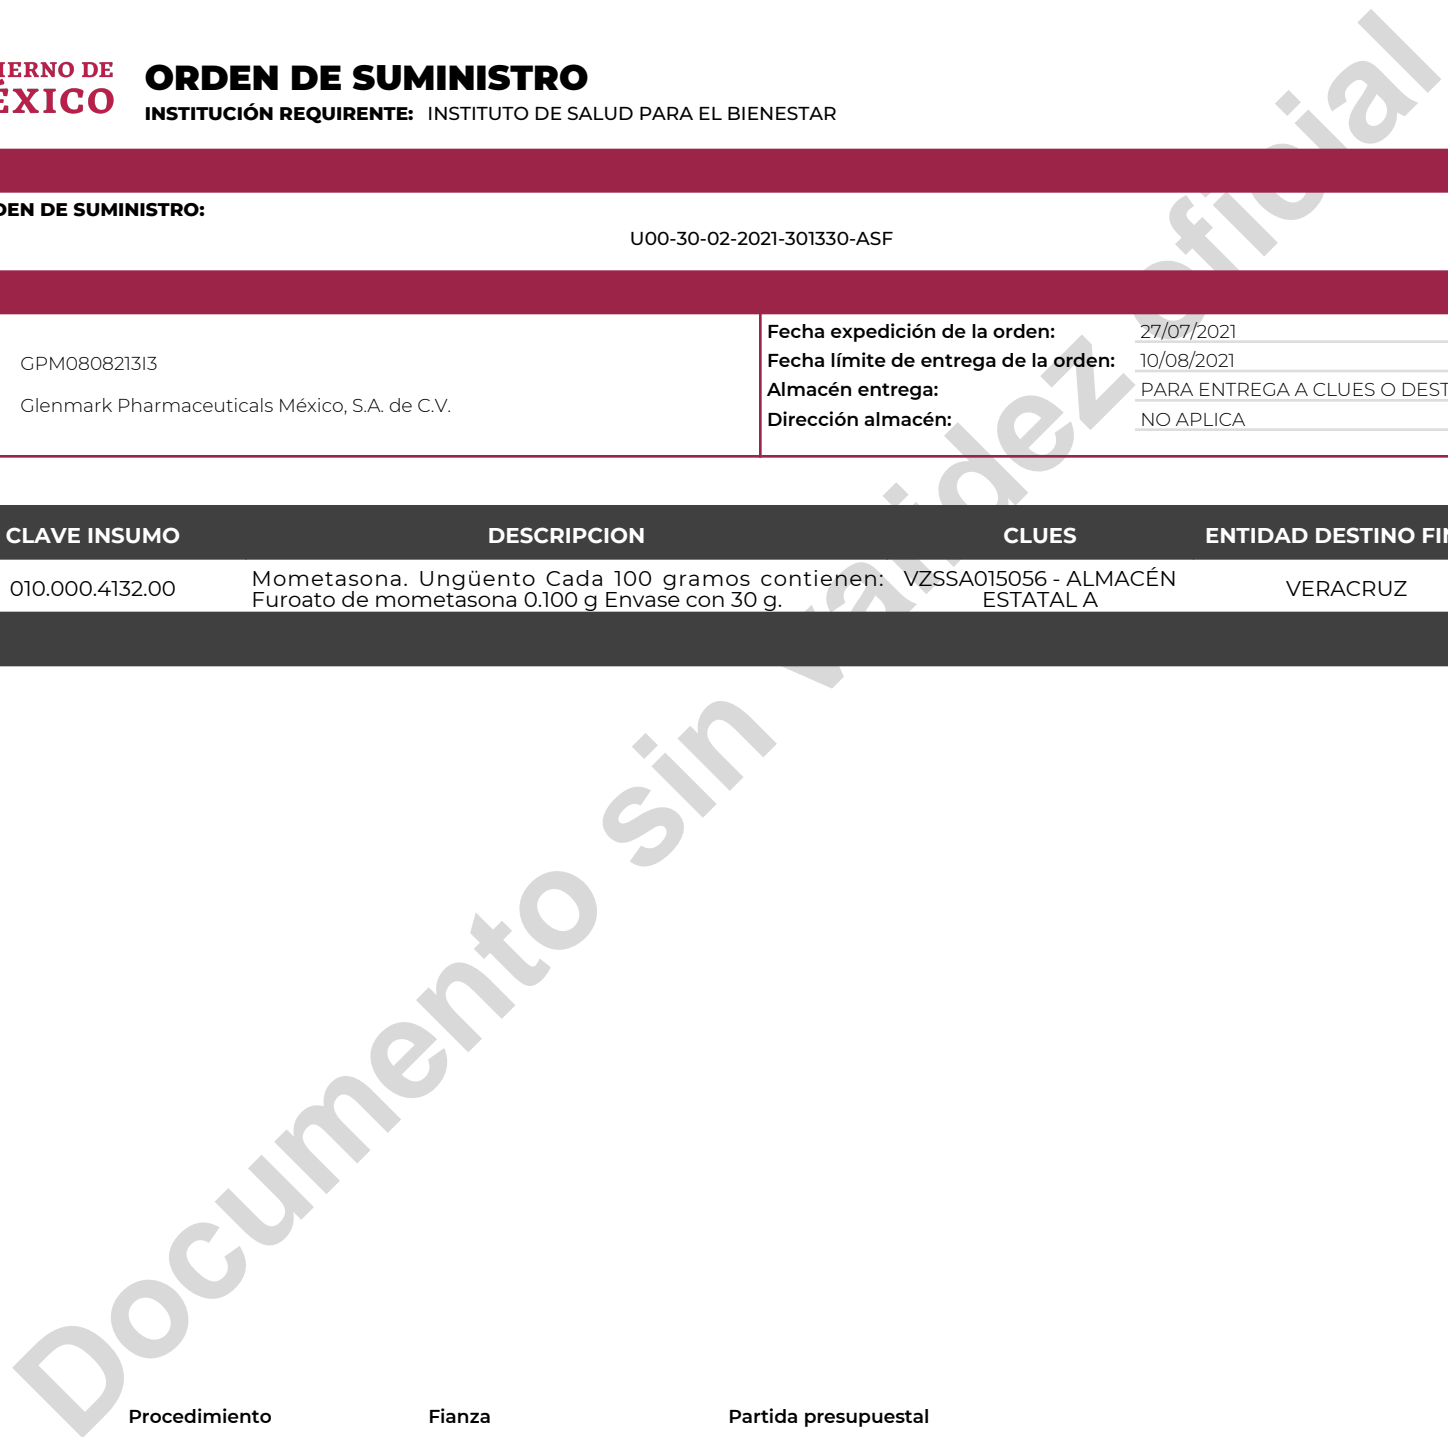 IERNO DE
ÉXICO
ORDEN DE SUMINISTRO
INSTITUCIÓN REQUIRENTE: INSTITUTO DE SALUD PARA EL BIENESTAR
DEN DE SUMINISTRO:
U00-30-02-2021-301330-ASF
GPM0808213I3
Glenmark Pharmaceuticals México, S.A. de C.V.
Fecha expedición de la orden: 27/07/2021
Fecha límite de entrega de la orden: 10/08/2021
Almacén entrega: PARA ENTREGA A CLUES O DEST
Dirección almacén: NO APLICA
CLAVE INSUMO DESCRIPCION CLUES ENTIDAD DESTINO FIN
010.000.4132.00 Mometasona. Ungüento Cada 100 gramos contienen: VZSSA015056 - ALMACÉN VERACRUZ
Furoato de mometasona 0.100 g Envase con 30 g. ESTATAL A
Documento sin validez oficial
Procedimiento Fianza Partida presupuestal